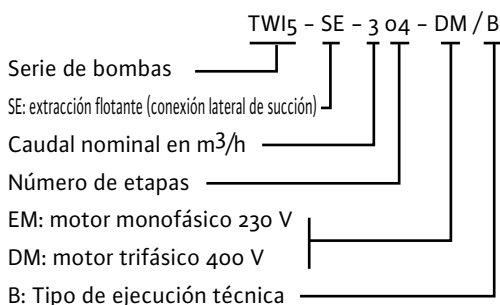 TWI5 - SE - 3 04 - DM / B
Serie de bombas
SE: extracción flotante (conexión lateral de succión)
Caudal nominal en m³/h
Número de etapas
EM: motor monofásico 230 V
DM: motor trifásico 400 V
B: Tipo de ejecución técnica